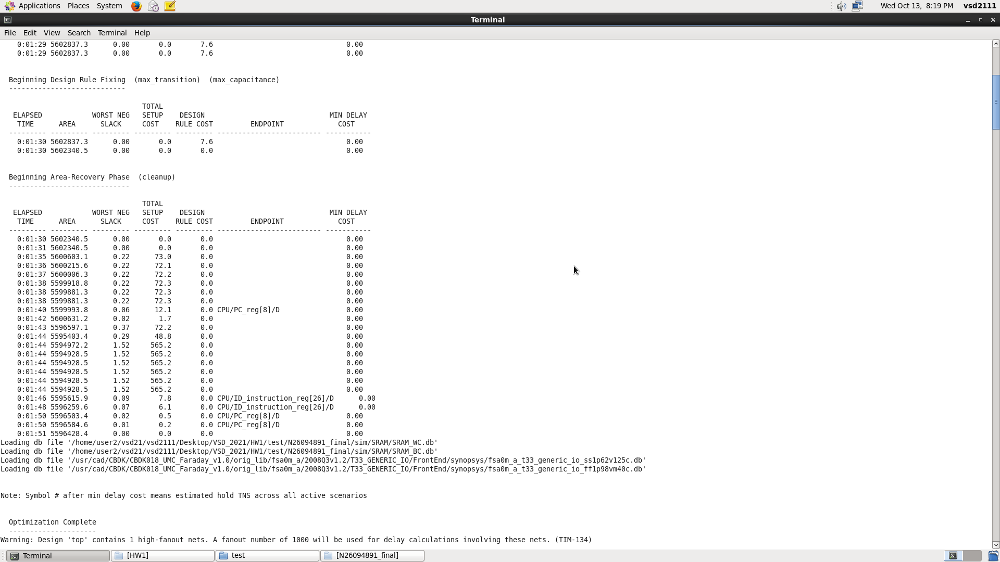 Applications Places System Wed Oct 13, 8:19 PM vsd2111
Terminal
File Edit View Search Terminal Help
0:01:29 5602837.3 0.00 0.0 7.6 0.00
0:01:29 5602837.3 0.00 0.0 7.6 0.00
Beginning Design Rule Fixing (max_transition) (max_capacitance)
----------------------------
TOTAL
ELAPSED WORST NEG SETUP DESIGN MIN DELAY
TIME AREA SLACK COST RULE COST ENDPOINT COST
--------- --------- --------- --------- --------- ------------------------- -----------
0:01:30 5602837.3 0.00 0.0 7.6 0.00
0:01:30 5602340.5 0.00 0.0 0.0 0.00
Beginning Area-Recovery Phase (cleanup)
-----------------------------
TOTAL
ELAPSED WORST NEG SETUP DESIGN MIN DELAY
TIME AREA SLACK COST RULE COST ENDPOINT COST
--------- --------- --------- --------- --------- ------------------------- -----------
0:01:30 5602340.5 0.00 0.0 0.0 0.00
0:01:31 5602340.5 0.00 0.0 0.0 0.00
0:01:35 5600603.1 0.22 73.0 0.0 0.00
0:01:36 5600215.6 0.22 72.1 0.0 0.00
0:01:37 5600006.3 0.22 72.2 0.0 0.00
0:01:38 5599918.8 0.22 72.3 0.0 0.00
0:01:38 5599881.3 0.22 72.3 0.0 0.00
0:01:38 5599881.3 0.22 72.3 0.0 0.00
0:01:40 5599993.8 0.06 12.1 0.0 CPU/PC_reg[8]/D 0.00
0:01:42 5600631.2 0.02 1.7 0.0 0.00
0:01:43 5596597.1 0.37 72.2 0.0 0.00
0:01:44 5595403.4 0.29 48.8 0.0 0.00
0:01:44 5594972.2 1.52 565.2 0.0 0.00
0:01:44 5594928.5 1.52 565.2 0.0 0.00
0:01:44 5594928.5 1.52 565.2 0.0 0.00
0:01:44 5594928.5 1.52 565.2 0.0 0.00
0:01:44 5594928.5 1.52 565.2 0.0 0.00
0:01:44 5594928.5 1.52 565.2 0.0 0.00
0:01:46 5595615.9 0.09 7.8 0.0 CPU/ID_instruction_reg[26]/D 0.00
0:01:48 5596259.6 0.07 6.1 0.0 CPU/ID_instruction_reg[26]/D 0.00
0:01:50 5596503.4 0.02 0.5 0.0 CPU/PC_reg[8]/D 0.00
0:01:50 5596584.6 0.01 0.2 0.0 CPU/PC_reg[8]/D 0.00
0:01:51 5596428.4 0.00 0.0 0.0 0.00
Loading db file '/home/user2/vsd21/vsd2111/Desktop/VSD_2021/HW1/test/N26094891_final/sim/SRAM/SRAM_WC.db'
Loading db file '/home/user2/vsd21/vsd2111/Desktop/VSD_2021/HW1/test/N26094891_final/sim/SRAM/SRAM_BC.db'
Loading db file '/usr/cad/CBDK/CBDK018_UMC_Faraday_v1.0/orig_lib/fsa0m_a/2008Q3v1.2/T33_GENERIC_IO/FrontEnd/synopsys/fsa0m_a_t33_generic_io_ss1p62v125c.db'
Loading db file '/usr/cad/CBDK/CBDK018_UMC_Faraday_v1.0/orig_lib/fsa0m_a/2008Q3v1.2/T33_GENERIC_IO/FrontEnd/synopsys/fsa0m_a_t33_generic_io_ff1p98vm40c.db'
Note: Symbol # after min delay cost means estimated hold TNS across all active scenarios
Optimization Complete
---------------------
Warning: Design 'top' contains 1 high-fanout nets. A fanout number of 1000 will be used for delay calculations involving these nets. (TIM-134)
Terminal [HW1] test [N26094891_final]